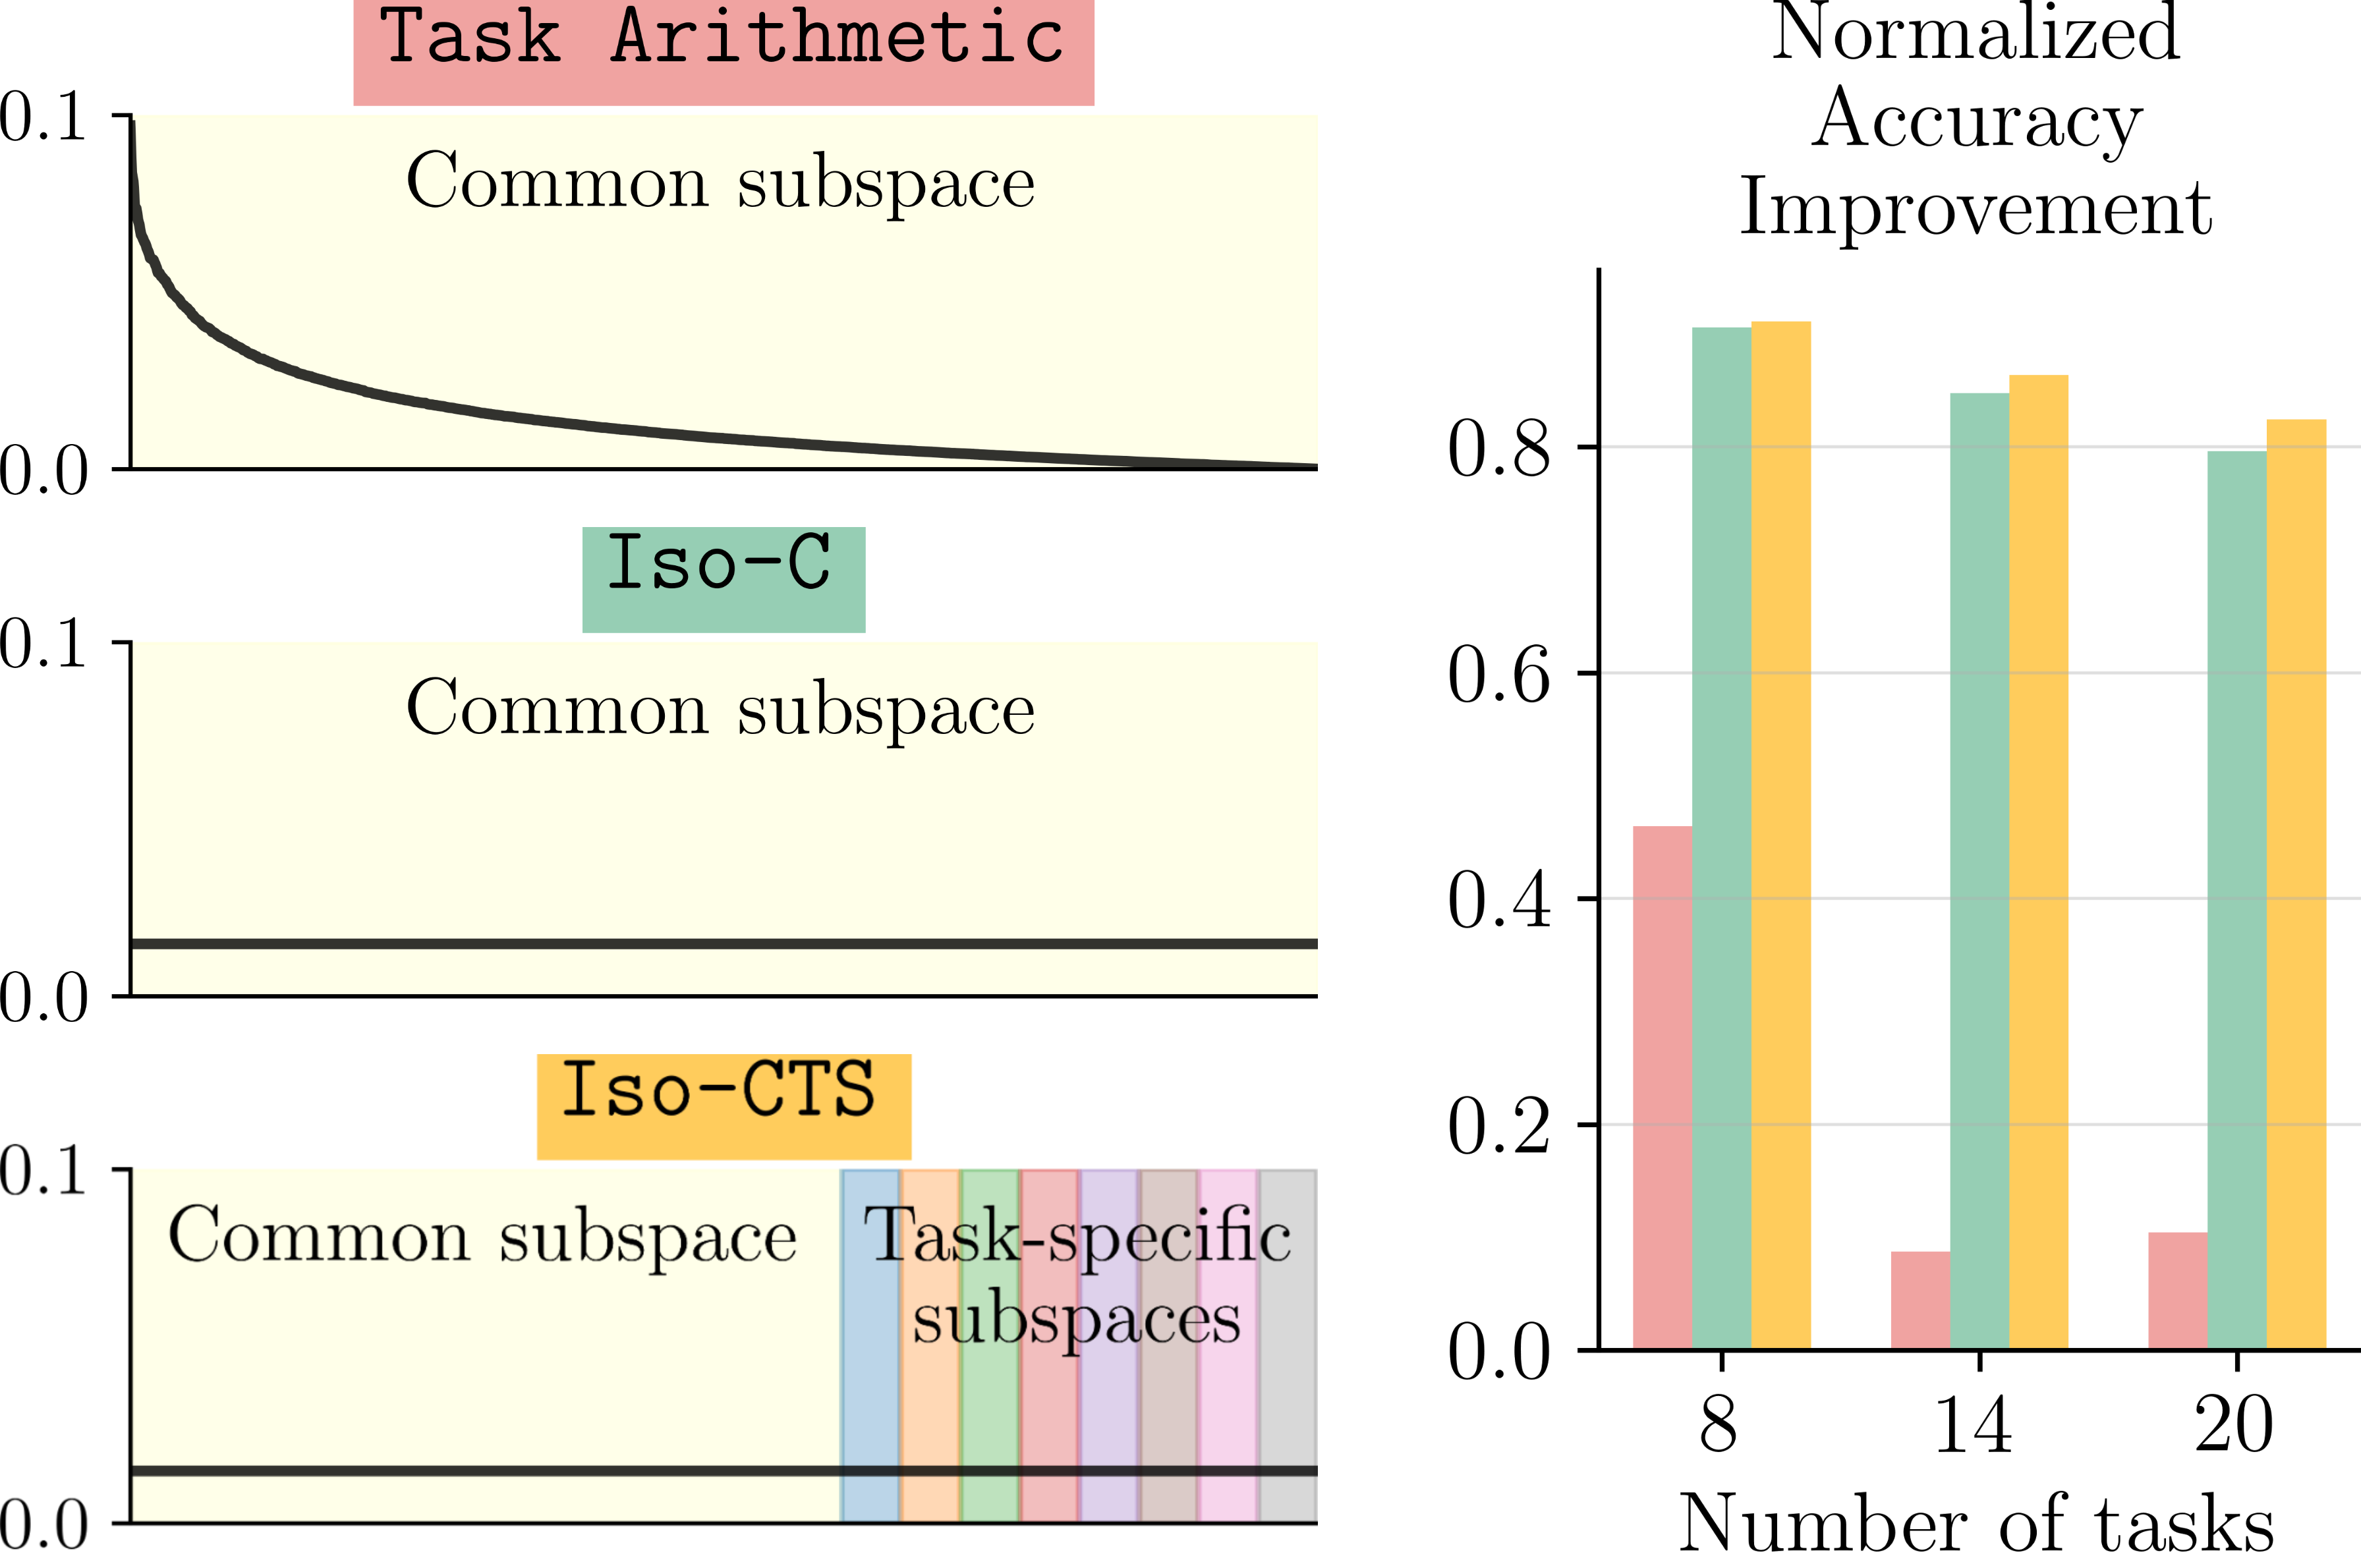 Task Arithmetic
0.1
Common subspace
0.0
Iso-C
0.1
Common subspace
0.0
Iso-CTS
0.1
Common subspace
Task-specific
subspaces
0.0
Normalized
Accuracy
Improvement
0.8
0.6
0.4
0.2
0.0
8 14 20
Number of tasks